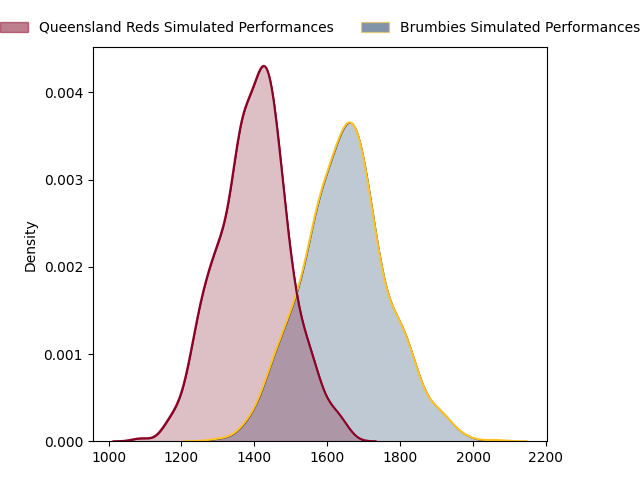 Queensland Reds Simulated Performances
Brumbies Simulated Performances
Density
0.004
0.003
0.002
0.001
0.000
1000 1200 1400 1600 1800 2000 2200